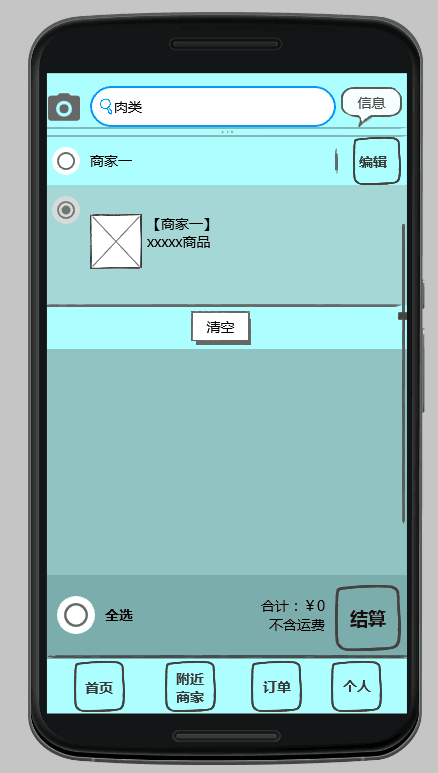 肉类
信息
商家一
编辑
【商家一】
xxxxx商品
清空
全选
合计：￥0
不含运费
结算
首页
附近
商家
订单
个人